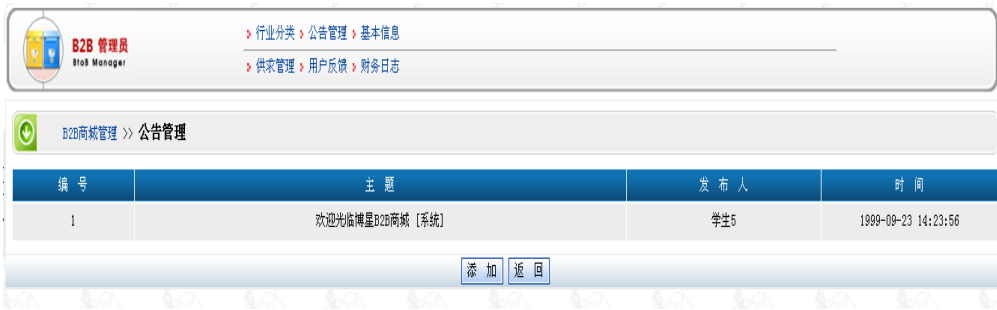 B2B 管理员
BtoB Manager
行业分类 公告管理 基本信息
供求管理 用户反馈 财务日志
B2B商城管理 >> 公告管理
编 号 主 题 发 布 人 时 间
1 欢迎光临博星B2B商城 [系统] 学生5 1999-09-23 14:23:56
添 加 返 回